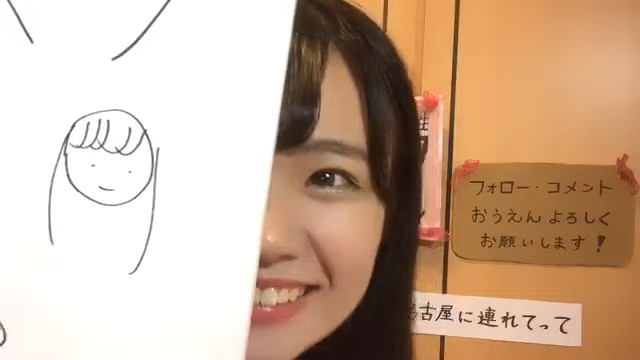 フォロー・コメント
おうえんよろしく
お願いします!
古屋に連れてって